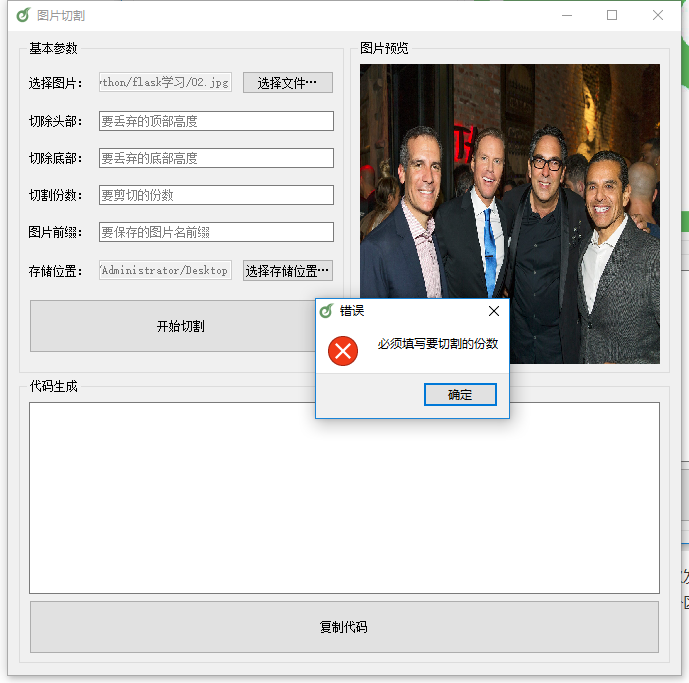 图片切割
基本参数
选择图片：
ython/flask学习/02.jpg
选择文件…
切除头部：
要丢弃的顶部高度
切除底部：
要丢弃的底部高度
切割份数：
要剪切的份数
图片前缀：
要保存的图片名前缀
存储位置：
/Administrator/Desktop
选择存储位置…
开始切割
图片预览
错误
必须填写要切割的份数
确定
代码生成
复制代码